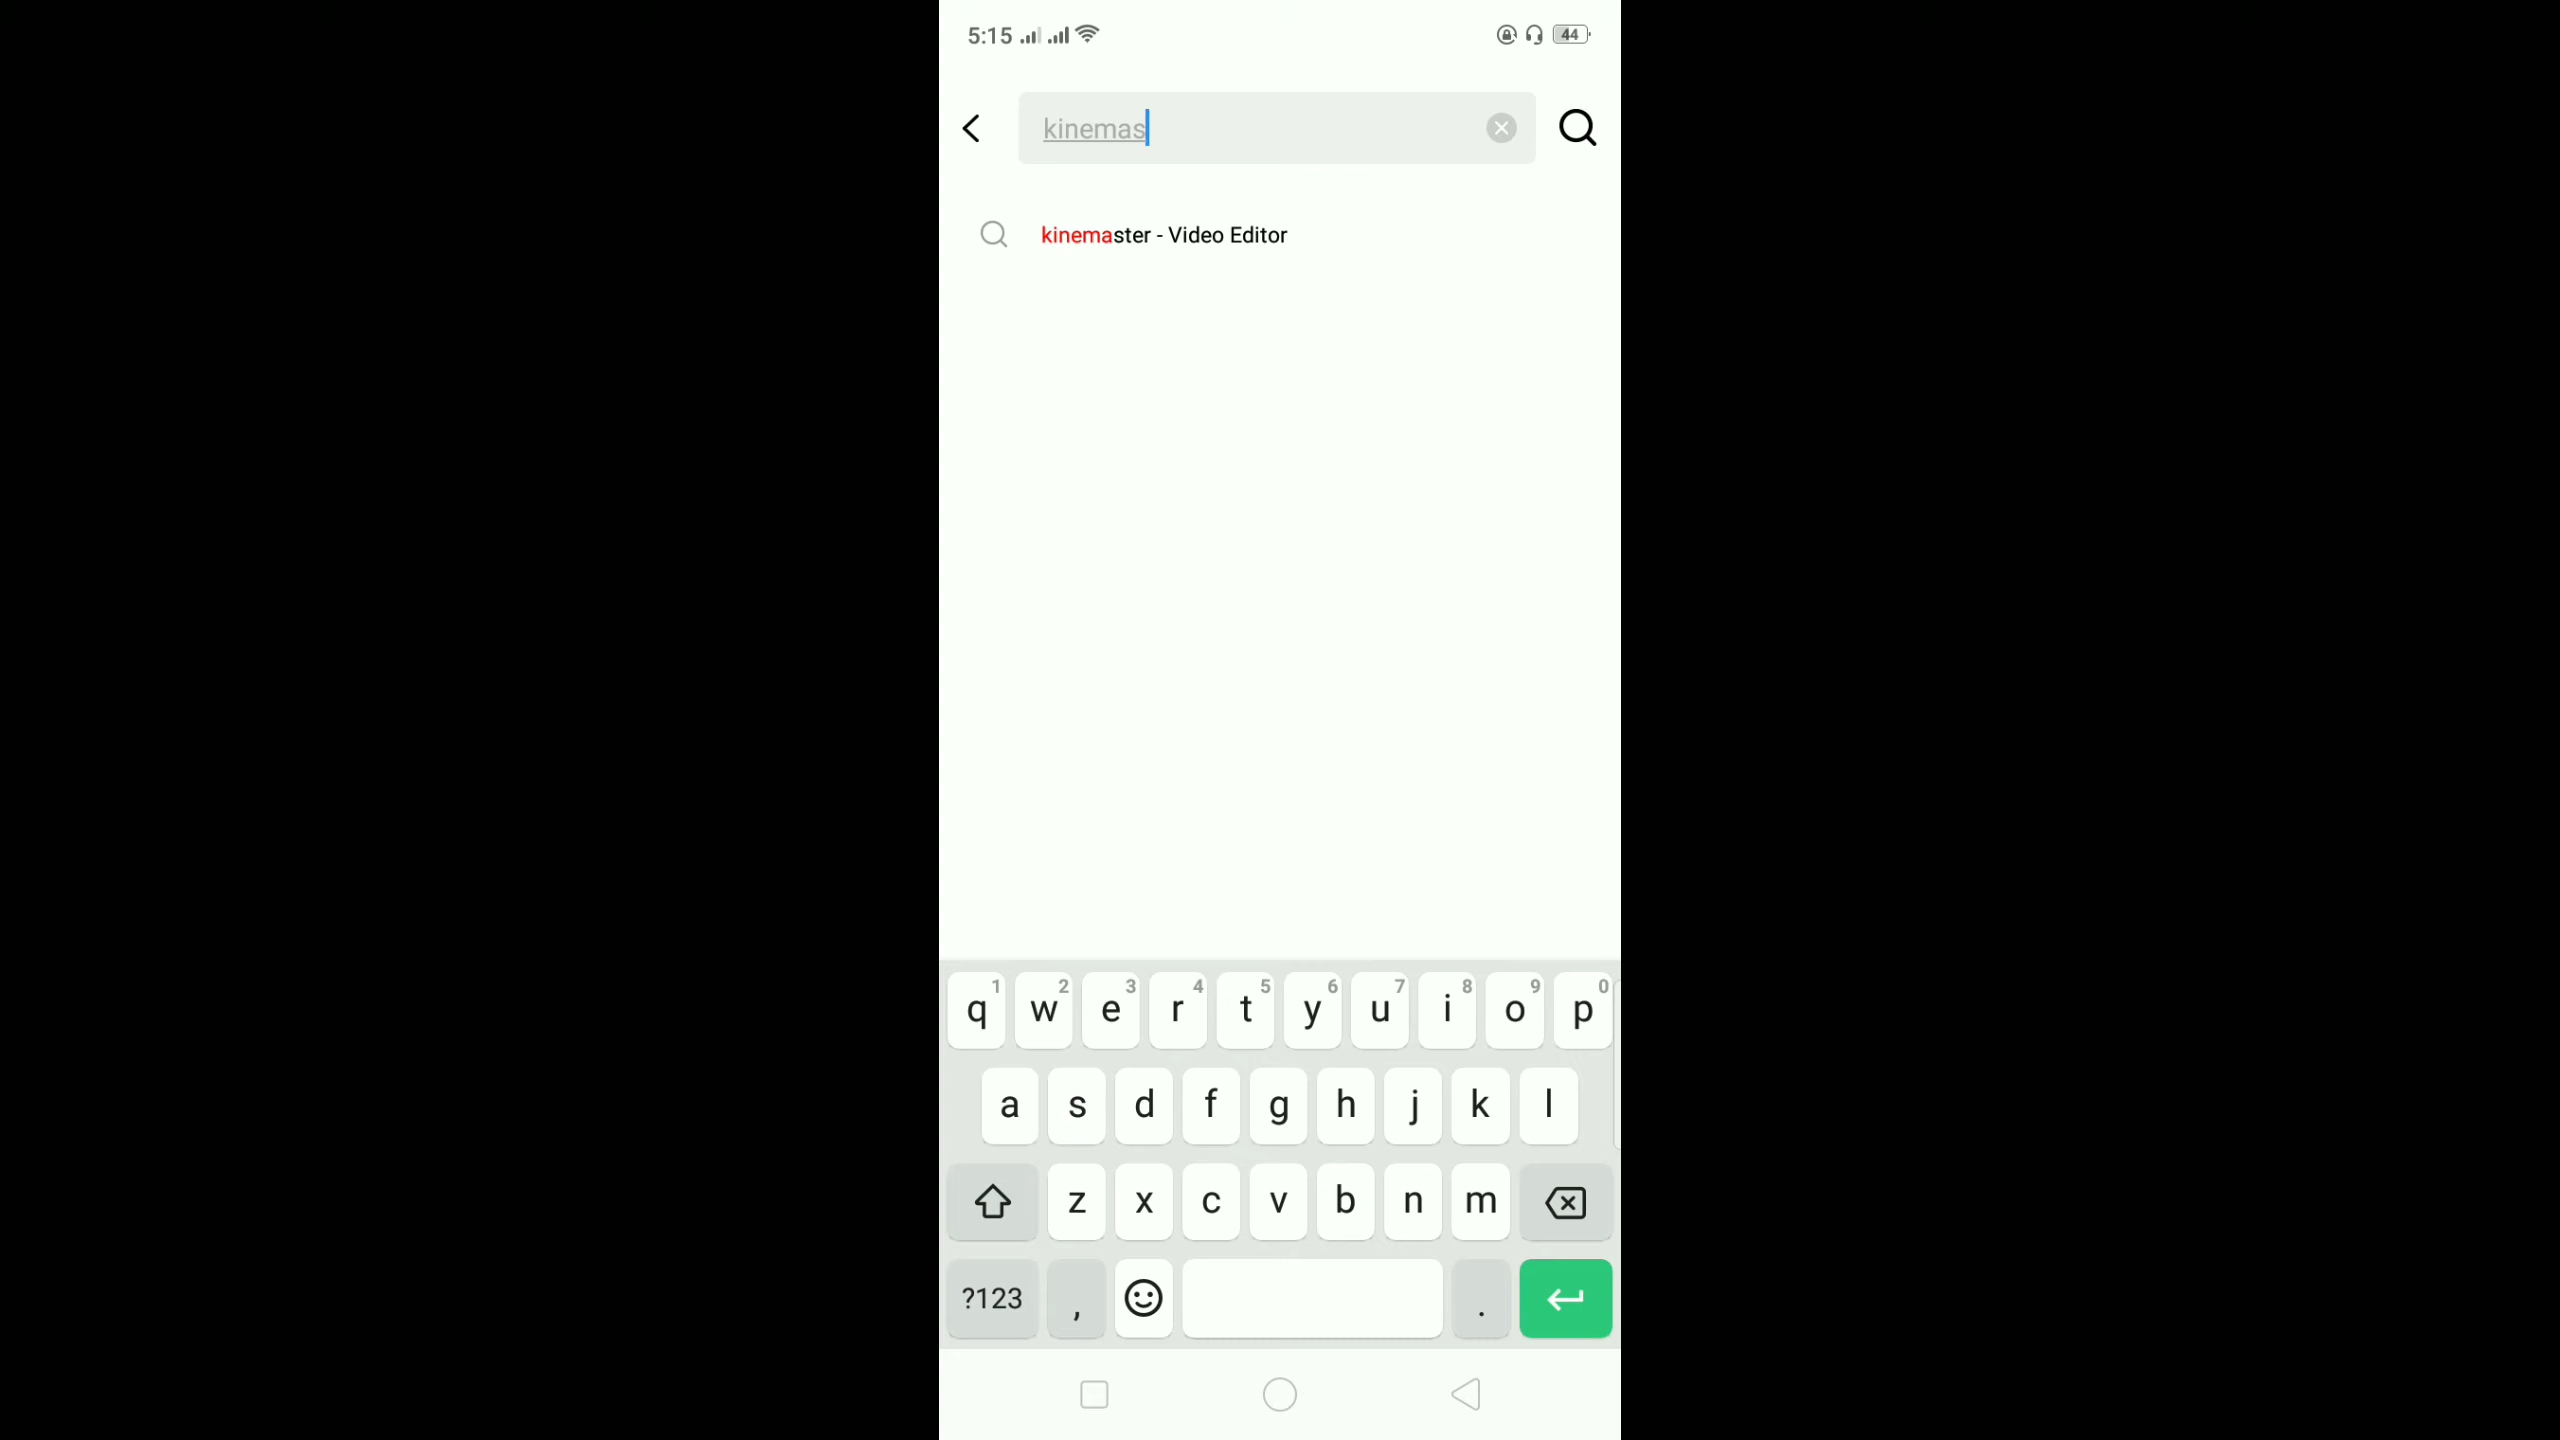 5:15 44
kinemas
kinemaster - Video Editor
1 2 3 4 5 6 7 8 9 0
q w e r t y u i o p
a s d f g h j k l
z x c v b n m
?123 , .